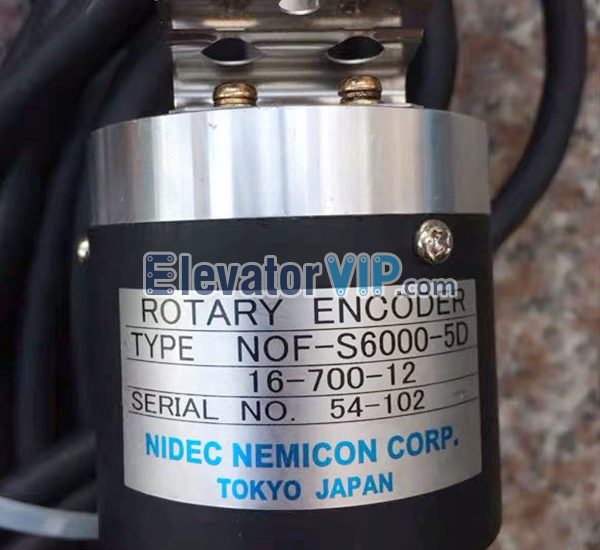 ElevatorVIP.com
ROTARY ENCODER
TYPE NOF-S6000-5D
16-700-12
SERIAL NO. 54-102
NIDEC NEMICON CORP.
TOKYO JAPAN